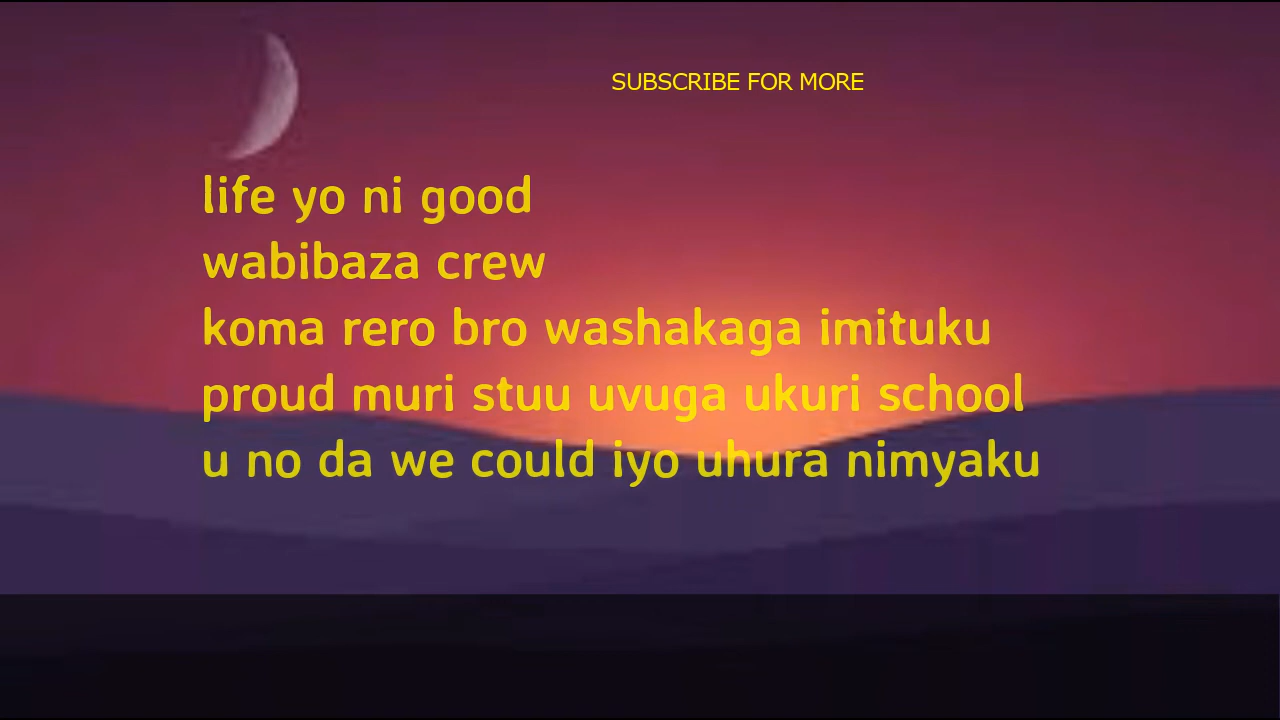 SUBSCRIBE FOR MORE
life yo ni good
wabibaza crew
koma rero bro washakaga imituku
proud muri stuu uvuga ukuri school
u no da we could iyo uhura nimyaku